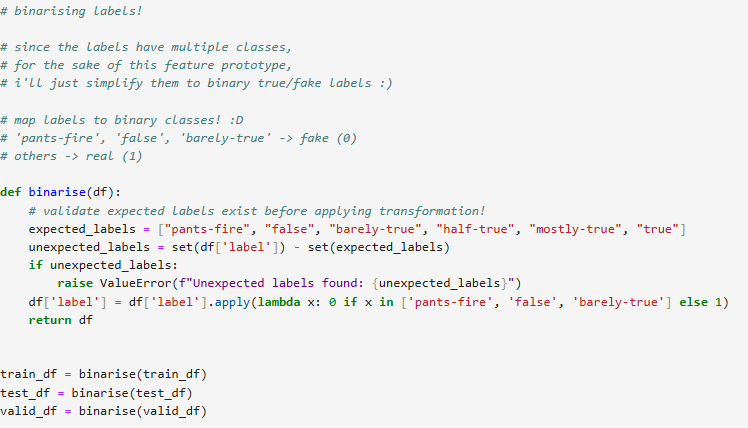 # binarising labels!

# since the labels have multiple classes,
# for the sake of this feature prototype,
# i'll just simplify them to binary true/fake labels :)

# map labels to binary classes! :D
# 'pants-fire', 'false', 'barely-true' -> fake (0)
# others -> real (1)

def binarise(df):
    # validate expected labels exist before applying transformation!
    expected_labels = ["pants-fire", "false", "barely-true", "half-true", "mostly-true", "true"]
    unexpected_labels = set(df['label']) - set(expected_labels)
    if unexpected_labels:
        raise ValueError(f"Unexpected labels found: {unexpected_labels}")
    df['label'] = df['label'].apply(lambda x: 0 if x in ['pants-fire', 'false', 'barely-true'] else 1)
    return df


train_df = binarise(train_df)
test_df = binarise(test_df)
valid_df = binarise(valid_df)